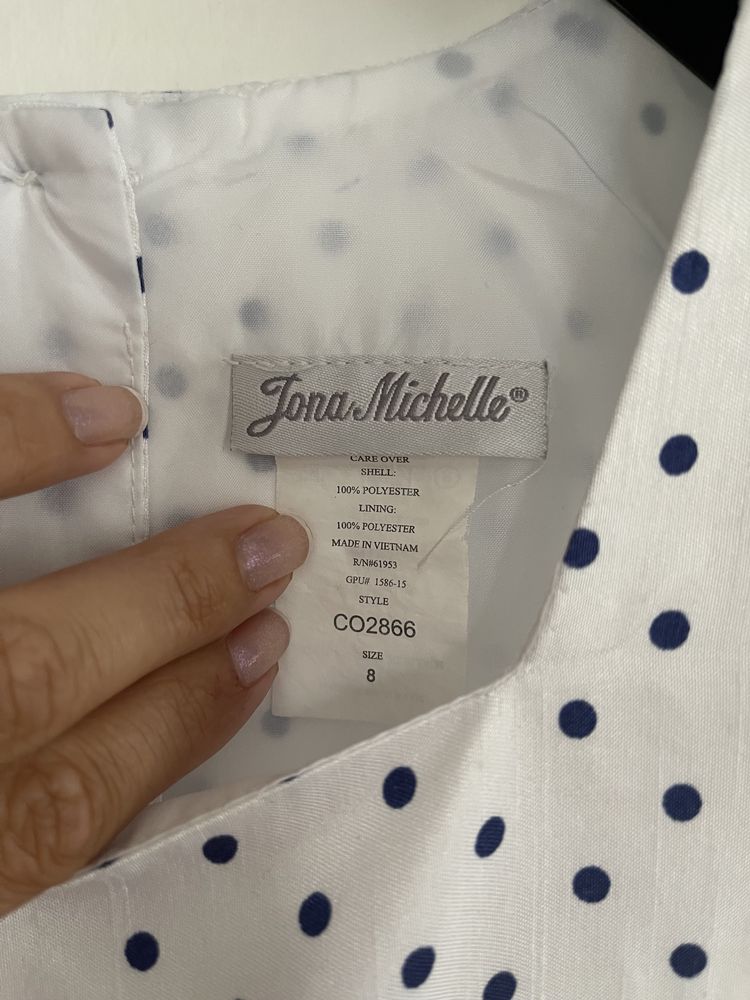 Jona Michelle®
CARE OVER
SHELL:
100% POLYESTER
LINING:
100% POLYESTER
MADE IN VIETNAM
R/N#61953
GPU# 1586-15
STYLE
CO2866
SIZE
8